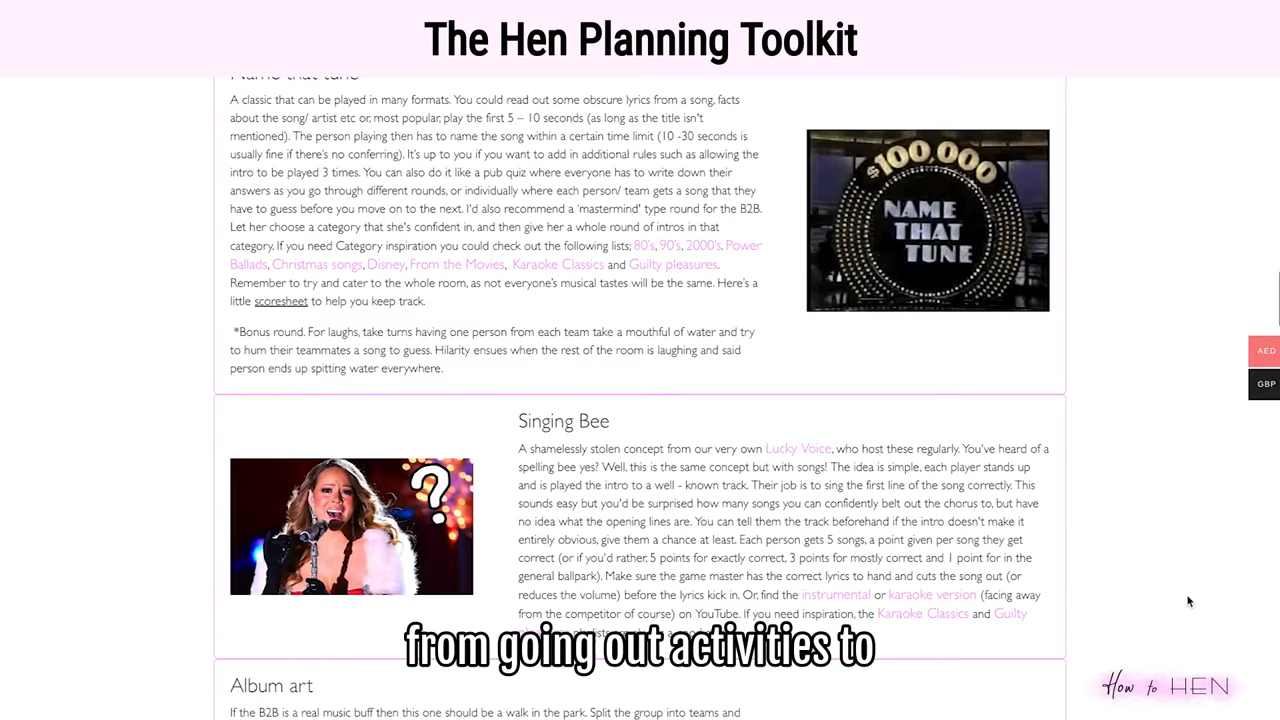 The Hen Planning Toolkit
Name that tune
A classic that can be played in many formats. You could read out some obscure lyrics from a song, facts
about the song/ artist etc or, most popular, play the first 5 – 10 seconds (as long as the title isn't
mentioned). The person playing then has to name the song within a certain time limit (10 -30 seconds is
usually fine if there's no conferring). It's up to you if you want to add in additional rules such as allowing the
intro to be played 3 times. You can also do it like a pub quiz where everyone has to write down their
answers as you go through different rounds, or individually where each person/ team gets a song that they
have to guess before you move on to the next. I'd also recommend a 'mastermind' type round for the B2B.
Let her choose a category that she's confident in, and then give her a whole round of intros in that
category. If you need Category inspiration you could check out the following lists; 80's, 90's, 2000's. Power
Ballads, Christmas songs, Disney, From the Movies, Karaoke Classics and Guilty pleasures.
Remember to try and cater to the whole room, as not everyone's musical tastes will be the same. Here's a
little scoresheet to help you keep track.
*Bonus round. For laughs, take turns having one person from each team take a mouthful of water and try
to hum their teammates a song to guess. Hilarity ensues when the rest of the room is laughing and said
person ends up spitting water everywhere.
$100,000
NAME
THAT
TUNE
AED
GBP
Singing Bee
A shamelessly stolen concept from our very own Lucky Voice, who host these regularly. You've heard of a
spelling bee yes? Well, this is the same concept but with songs! The idea is simple, each player stands up
and is played the intro to a well - known track. Their job is to sing the first line of the song correctly. This
sounds easy but you'd be surprised how many songs you can confidently belt out the chorus to, but have
no idea what the opening lines are. You can tell them the track beforehand if the intro doesn't make it
entirely obvious, give them a chance at least. Each person gets 5 songs, a point given per song they get
correct (or if you'd rather, 5 points for exactly correct, 3 points for mostly correct and 1 point for in the
general ballpark). Make sure the game master has the correct lyrics to hand and cuts the song out (or
reduces the volume) before the lyrics kick in. Or, find the instrumental or karaoke version (facing away
from the competitor of course) on YouTube. If you need inspiration, the Karaoke Classics and Guilty
?
from going out activities to
Album art
If the B2B is a real music buff then this one should be a walk in the park. Split the group into teams and
How to HEN